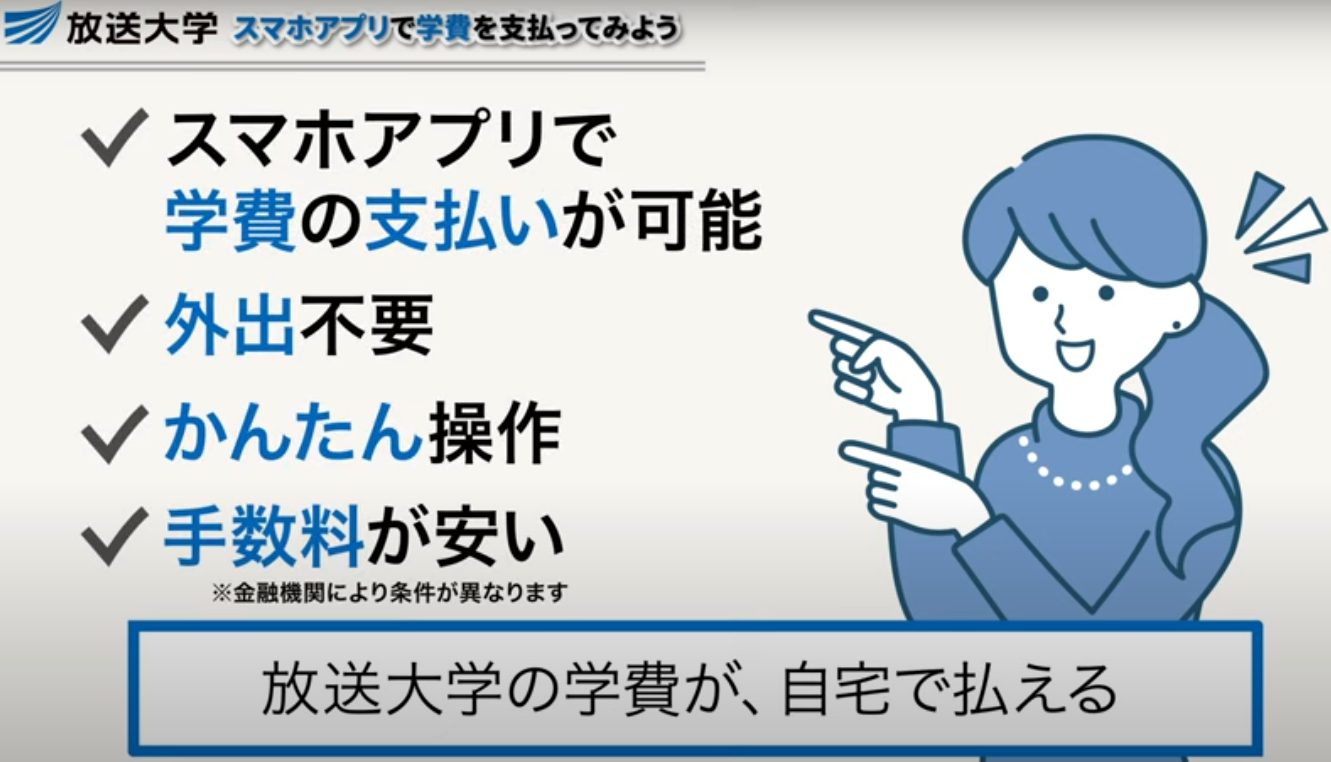 放送大学 スマホアプリで学費を支払ってみよう
スマホアプリで
学費の支払いが可能
外出不要
かんたん操作
手数料が安い
※金融機関により条件が異なります
放送大学の学費が、自宅で払える